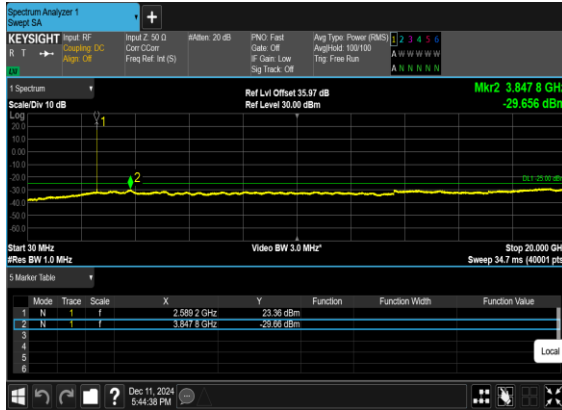 Spectrum Analyzer 1
Swept SA
+
KEYSIGHT Input: RF Input Z: 50 Ω #Atten: 20 dB PNO: Fast Avg Type: Power (RMS) 1 2 3 4 5 6
R T Coupling: DC Corr CCorr Gate: Off Avg|Hold: 100/100 A W W W W W
Align: Off Freq Ref: Int (S) IF Gain: Low Trig: Free Run
LU Sig Track: Off A N N N N N
1 Spectrum Ref Lvl Offset 35.97 dB Mkr2 3.847 8 GHz
Scale/Div 10 dB Ref Level 30.00 dBm -29.656 dBm
Log
1
20.0
10.0
0.00
-10.0
2
-20.0
DL1 -25.00 dBm
-30.0
-40.0
-50.0
-60.0
Start 30 MHz Video BW 3.0 MHz* Stop 20.000 GHz
#Res BW 1.0 MHz Sweep 34.7 ms (40001 pts)
5 Marker Table
Mode Trace Scale X Y Function Function Width Function Value
1 N 1 f 2.589 2 GHz 23.36 dBm
2 N 1 f 3.847 8 GHz -29.66 dBm
3
4
5
6
Local
? Dec 11, 2024
5:44:38 PM